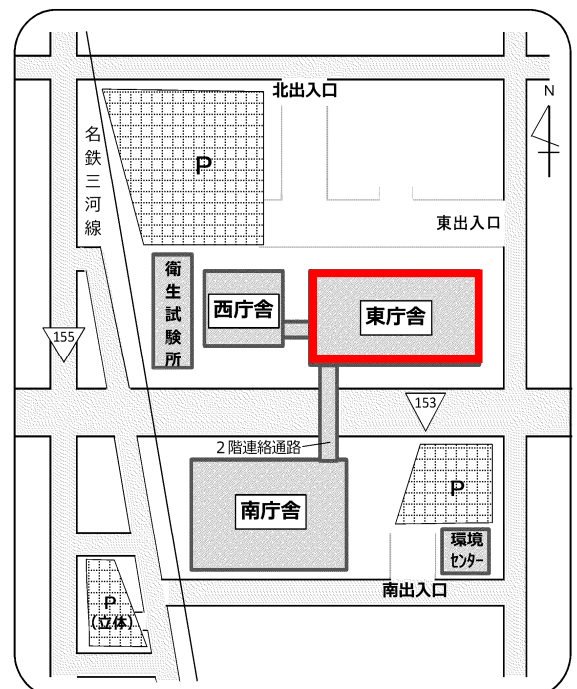 北出入口
N
名鉄三河線
P
東出入口
衛生試験所
西庁舎
東庁舎
155
153
2階連絡通路
P
南庁舎
環境
センター
南出入口
P
(立体)